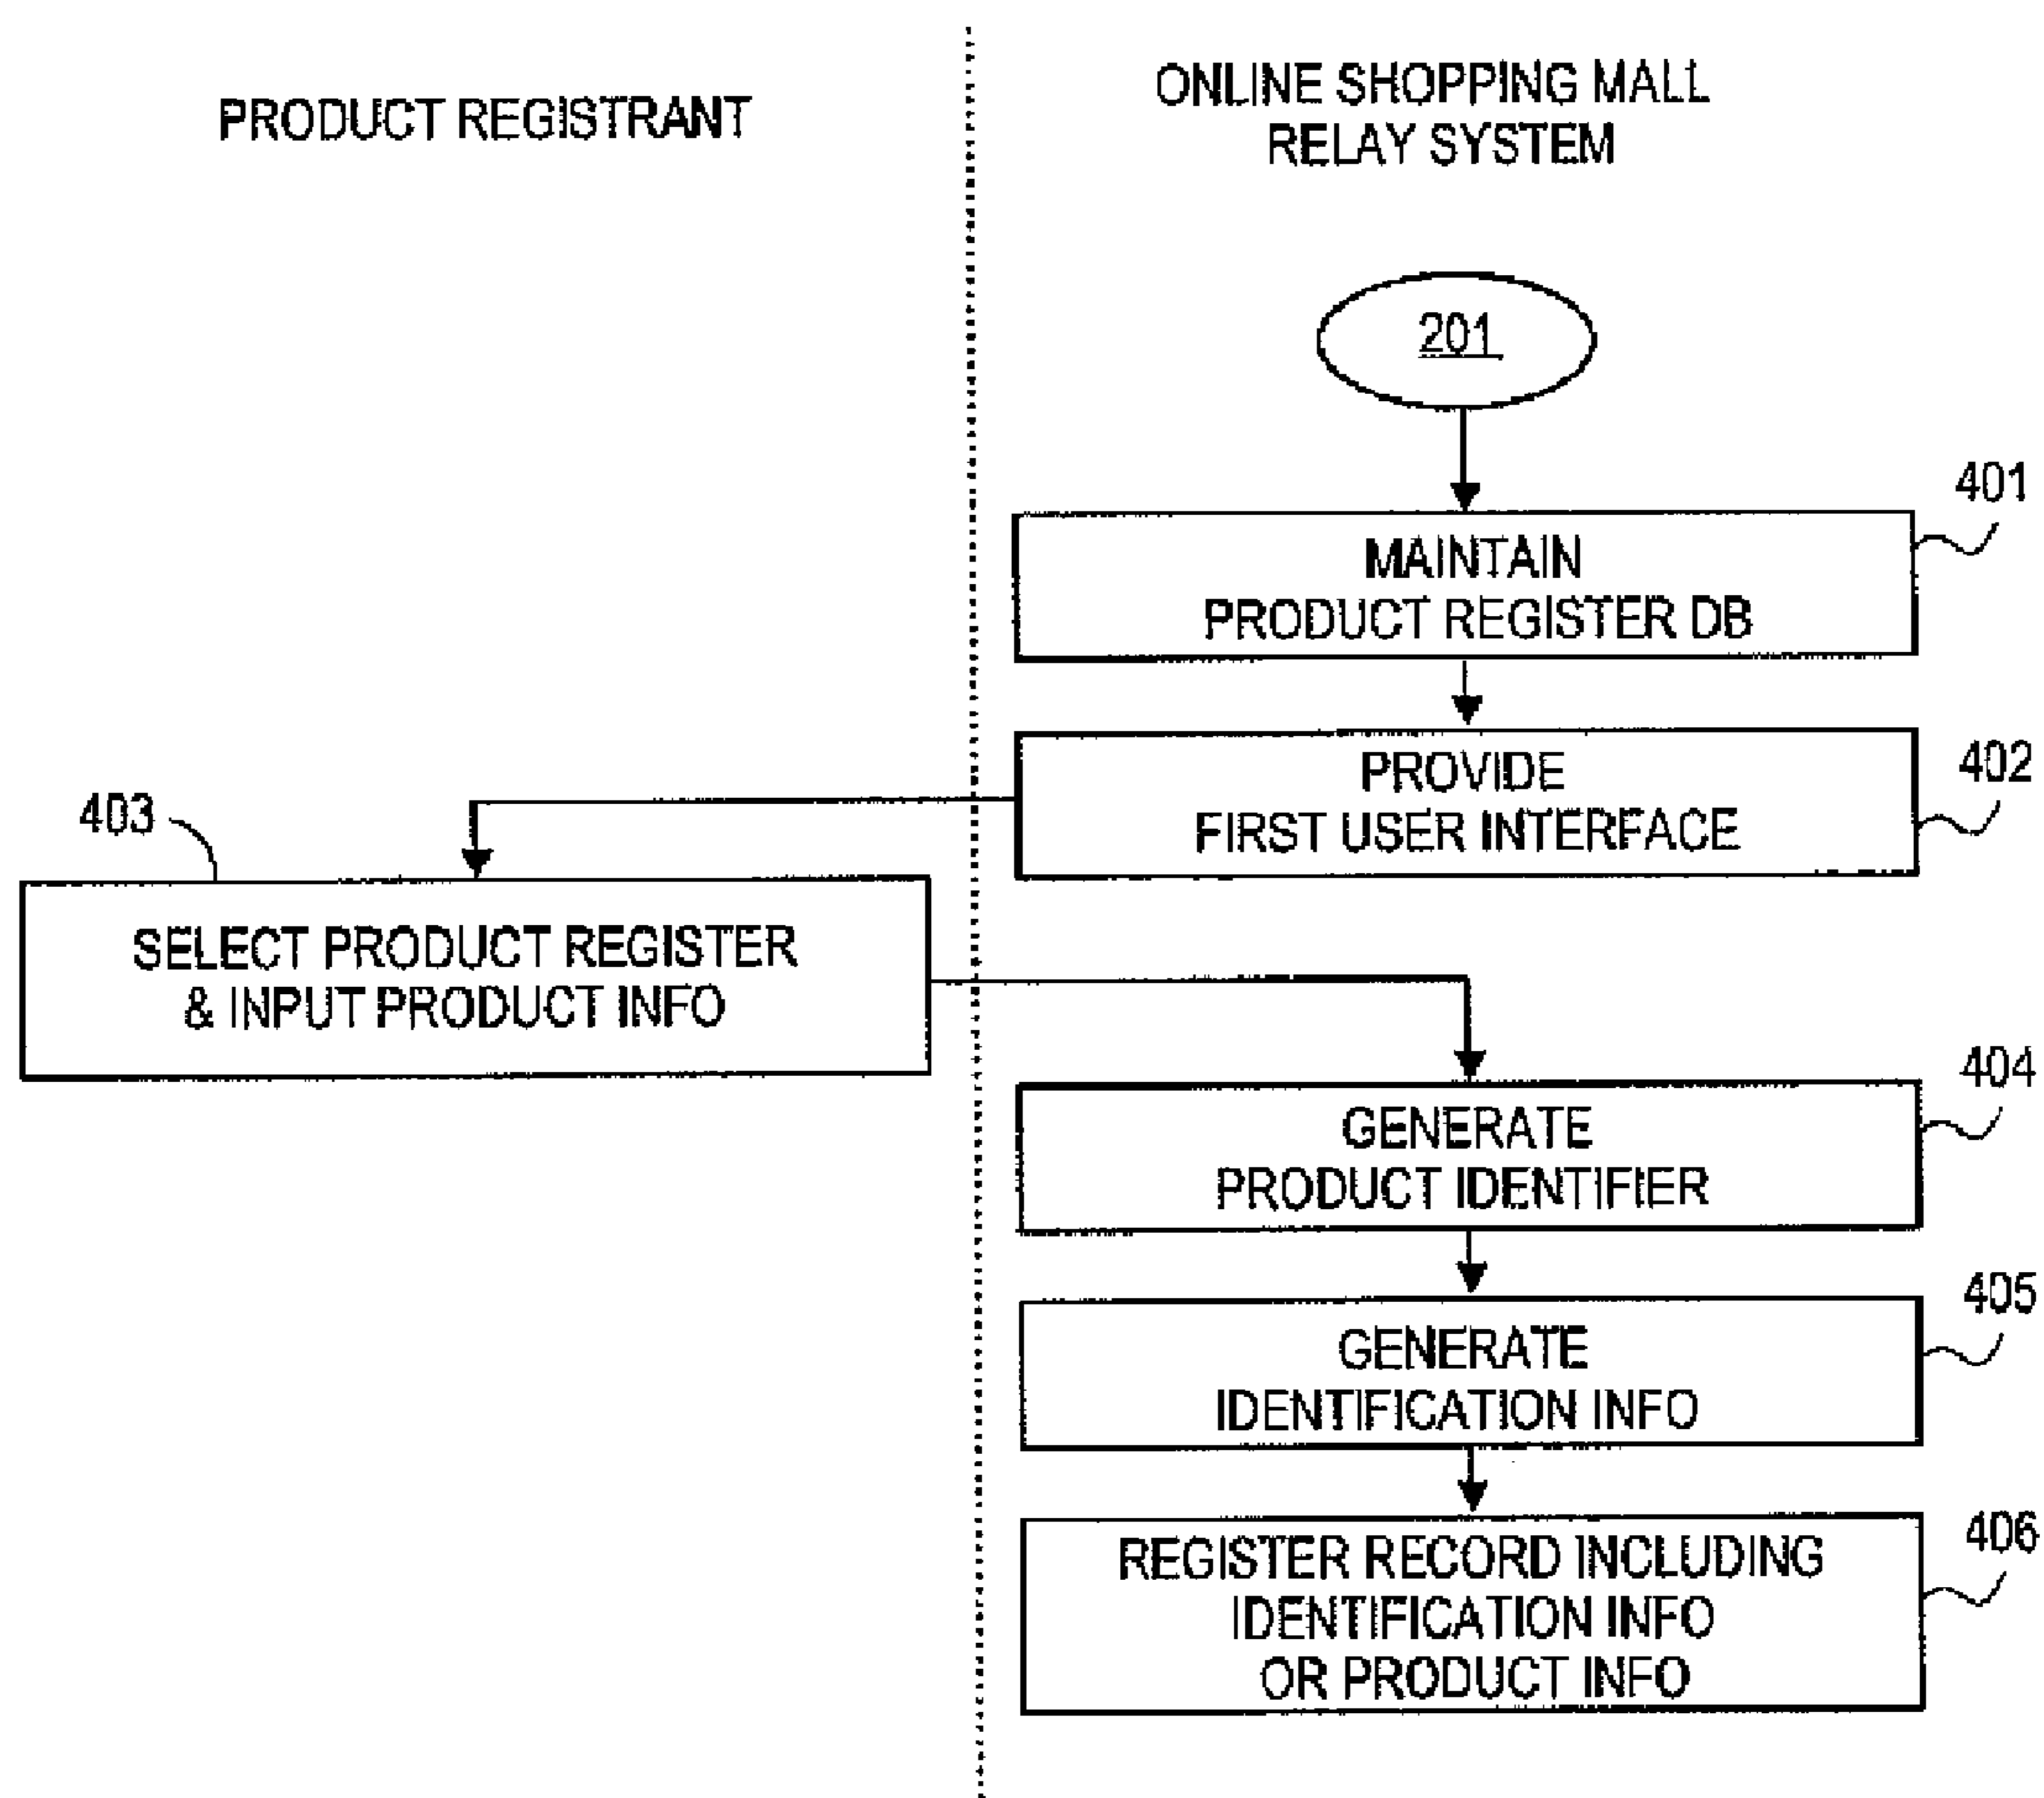 PRODUCT REGISTRANT
ONLINE SHOPPING MALL
RELAY SYSTEM
201
401
MAINTAIN
PRODUCT REGISTER DB
402
PROVIDE
FIRST USER INTERFACE
403
SELECT PRODUCT REGISTER
& INPUT PRODUCT INFO
404
GENERATE
PRODUCT IDENTIFIER
405
GENERATE
IDENTIFICATION INFO
406
REGISTER RECORD INCLUDING
IDENTIFICATION INFO
OR PRODUCT INFO